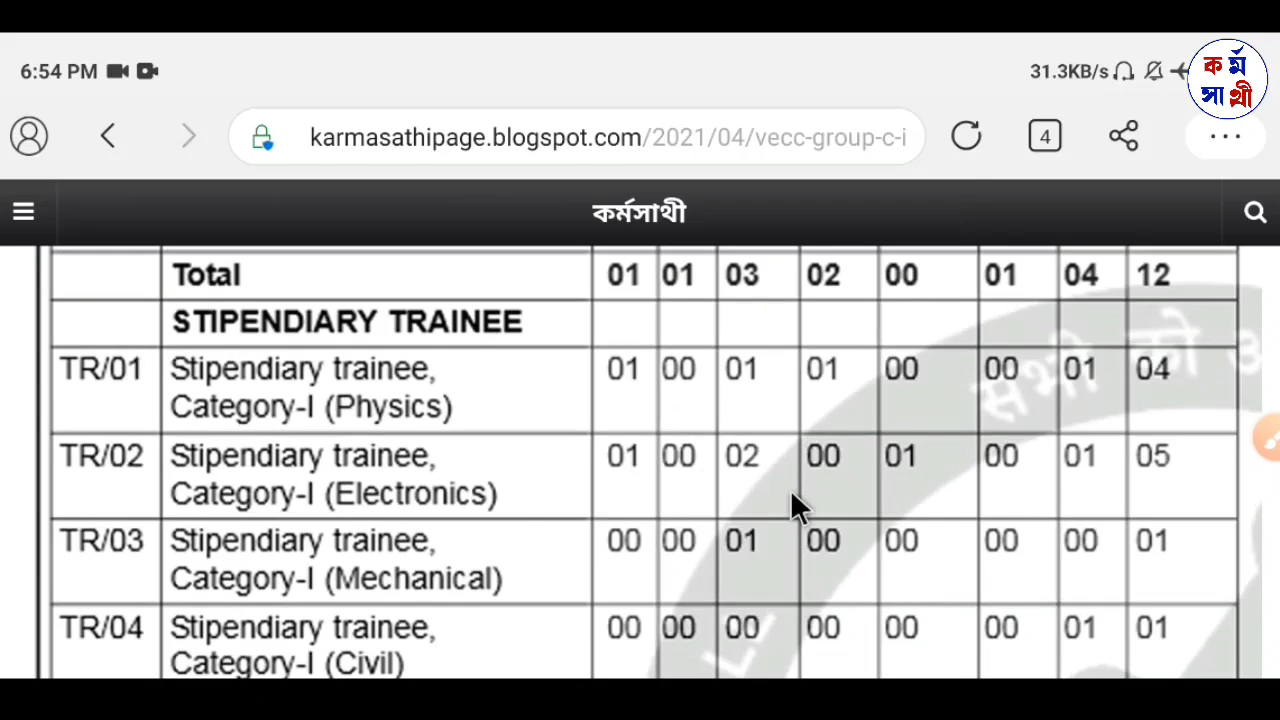 6:54 PM
31.3KB/s
কর্ম
সাথী
karmasathipage.blogspot.com/2021/04/vecc-group-c-i
4
কর্মসাথী
Total 01 01 03 02 00 01 04 12
STIPENDIARY TRAINEE
TR/01 Stipendiary trainee, 01 00 01 01 00 00 01 04
Category-I (Physics)
TR/02 Stipendiary trainee, 01 00 02 00 01 00 01 05
Category-I (Electronics)
TR/03 Stipendiary trainee, 00 00 01 00 00 00 00 01
Category-I (Mechanical)
TR/04 Stipendiary trainee, 00 00 00 00 00 00 01 01
Category-I (Civil)
सभी को